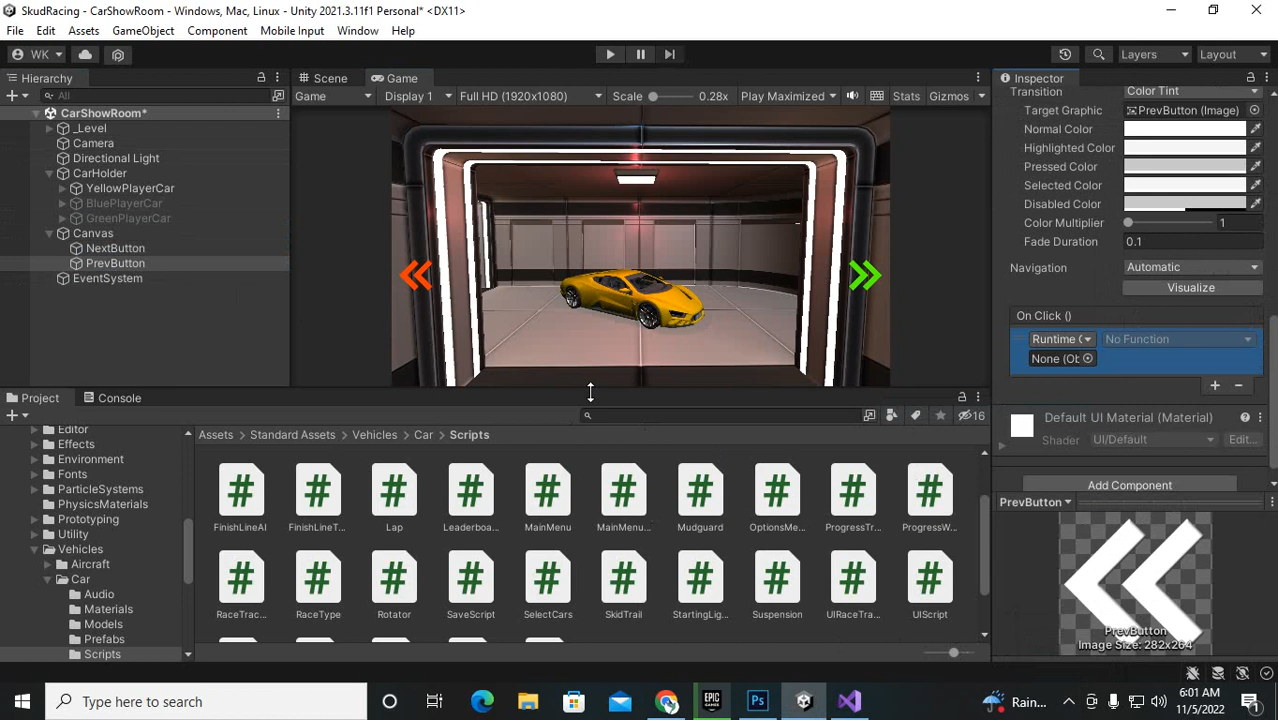 SkudRacing - CarShowRoom - Windows, Mac, Linux - Unity 2021.3.11f1 Personal* <DX11>
File Edit Assets GameObject Component Mobile Input Window Help
WK Layers Layout
Hierarchy
All
CarShowRoom*
_Level
Camera
Directional Light
CarHolder
YellowPlayerCar
BluePlayerCar
GreenPlayerCar
Canvas
NextButton
PrevButton
EventSystem
Scene Game
Game Display 1 Full HD (1920x1080) Scale 0.28x Play Maximized Stats Gizmos
Inspector
Transition Color Tint
Target Graphic PrevButton (Image)
Normal Color
Highlighted Color
Pressed Color
Selected Color
Disabled Color
Color Multiplier 1
Fade Duration 0.1
Navigation Automatic
Visualize
On Click ()
Runtime No Function
None (Ob
Default UI Material (Material)
Shader UI/Default Edit...
Add Component
PrevButton
PrevButton
Image Size: 282x264
Project Console
16
Editor
Effects
Environment
Fonts
ParticleSystems
PhysicsMaterials
Prototyping
Utility
Vehicles
Aircraft
Car
Audio
Materials
Models
Prefabs
Scripts
Assets > Standard Assets > Vehicles > Car > Scripts
FinishLineAI FinishLineT... Lap Leaderboa... MainMenu MainMenu... Mudguard OptionsMe... ProgressTr... ProgressW...
RaceTrac... RaceType Rotator SaveScript SelectCars SkidTrail StartingLig... Suspension UIRaceTra... UIScript
Type here to search
EPIC GAMES
Ps
Rain...
6:01 AM
11/5/2022
1